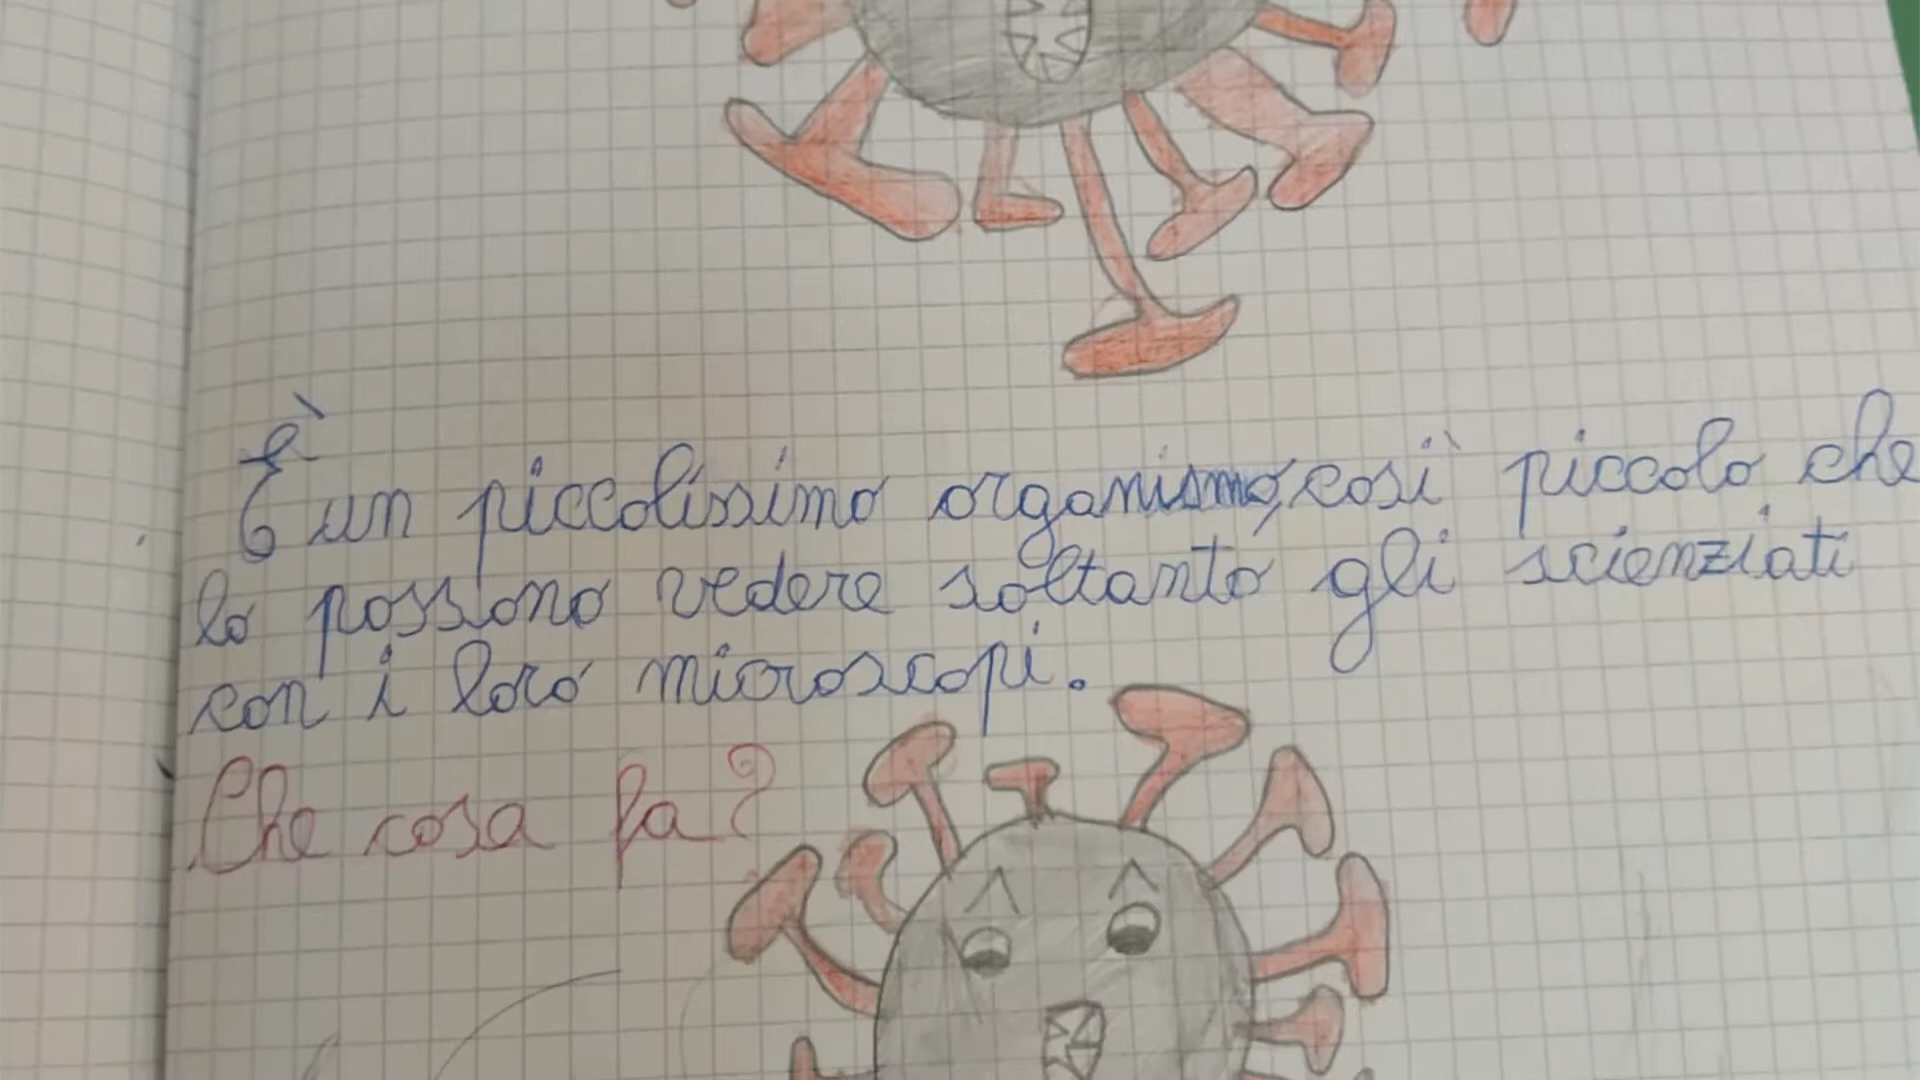 È un piccolissimo organismo, così piccolo che
lo possono vedere soltanto gli scienziati
con i loro microscopi.
Che cosa fa?